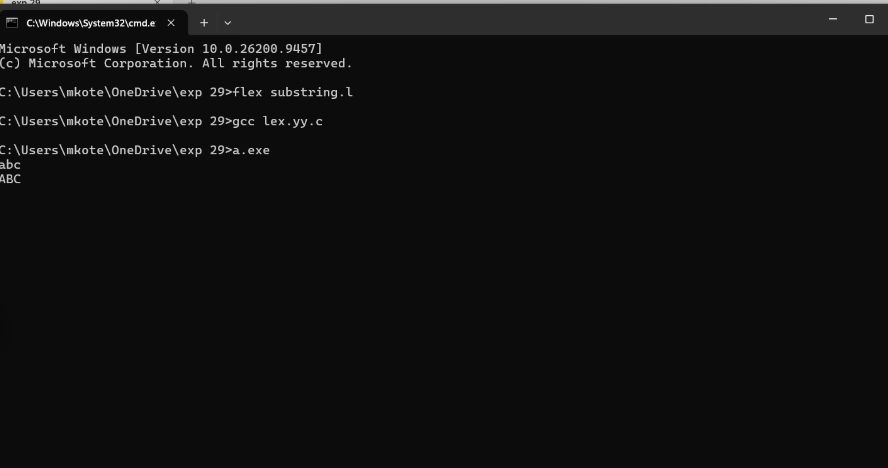 exp 29
C:\Windows\System32\cmd.e
Microsoft Windows [Version 10.0.26200.9457]
(c) Microsoft Corporation. All rights reserved.
C:\Users\mkote\OneDrive\exp 29>flex substring.l
C:\Users\mkote\OneDrive\exp 29>gcc lex.yy.c
C:\Users\mkote\OneDrive\exp 29>a.exe
abc
ABC